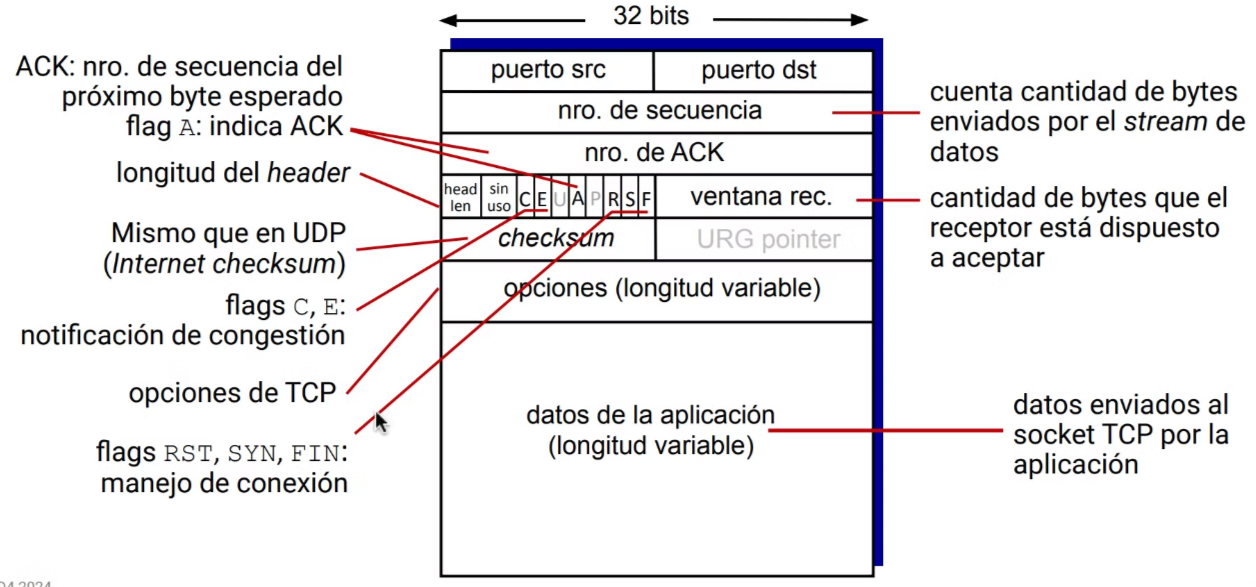 32 bits
ACK: nro. de secuencia del
próximo byte esperado
flag A: indica ACK
longitud del header
Mismo que en UDP
(Internet checksum)
flags C, E:
notificación de congestión
opciones de TCP
flags RST, SYN, FIN:
manejo de conexión
puerto src
puerto dst
nro. de secuencia
nro. de ACK
head
len
sin
uso
C E U A P R S F
ventana rec.
checksum
URG pointer
opciones (longitud variable)
datos de la aplicación
(longitud variable)
cuenta cantidad de bytes
enviados por el stream de
datos
cantidad de bytes que el
receptor está dispuesto
a aceptar
datos enviados al
socket TCP por la
aplicación